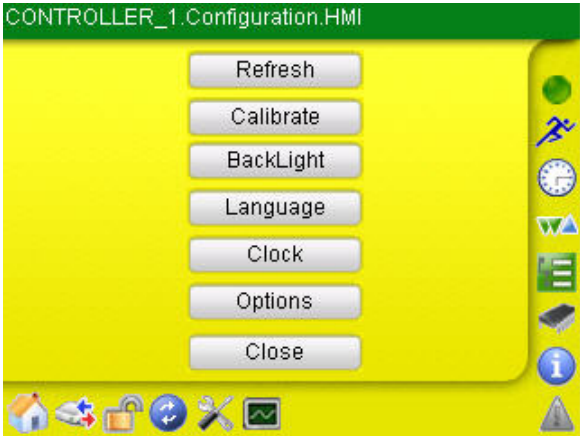 CONTROLLER_1.Configuration.HMI
Refresh
Calibrate
BackLight
Language
Clock
Options
Close